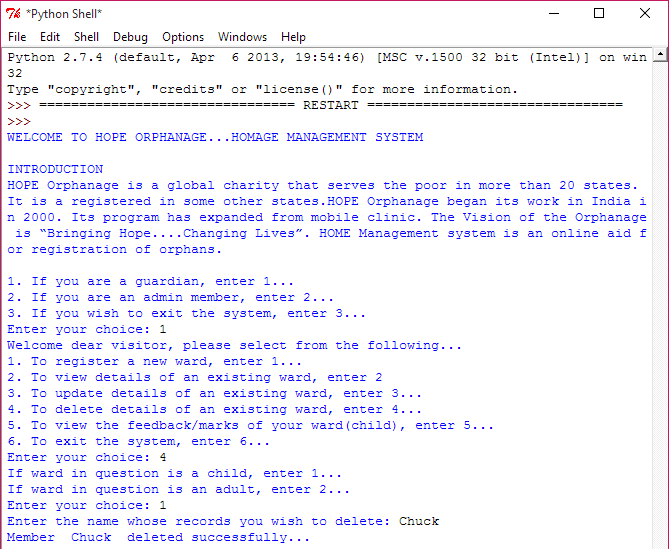 *Python Shell*
File Edit Shell Debug Options Windows Help
Python 2.7.4 (default, Apr  6 2013, 19:54:46) [MSC v.1500 32 bit (Intel)] on win
32
Type "copyright", "credits" or "license()" for more information.
>>> ================================ RESTART ================================
>>>
WELCOME TO HOPE ORPHANAGE...HOMAGE MANAGEMENT SYSTEM
INTRODUCTION
HOPE Orphanage is a global charity that serves the poor in more than 20 states.
It is a registered in some other states.HOPE Orphanage began its work in India i
n 2000. Its program has expanded from mobile clinic. The Vision of the Orphanage
 is “Bringing Hope....Changing Lives”. HOME Management system is an online aid f
or registration of orphans.
1. If you are a guardian, enter 1...
2. If you are an admin member, enter 2...
3. If you wish to exit the system, enter 3...
Enter your choice: 1
Welcome dear visitor, please select from the following...
1. To register a new ward, enter 1...
2. To view details of an existing ward, enter 2
3. To update details of an existing ward, enter 3...
4. To delete details of an existing ward, enter 4...
5. To view the feedback/marks of your ward(child), enter 5...
6. To exit the system, enter 6...
Enter your choice: 4
If ward in question is a child, enter 1...
If ward in question is an adult, enter 2...
Enter your choice: 1
Enter the name whose records you wish to delete: Chuck
Member  Chuck  deleted successfully...